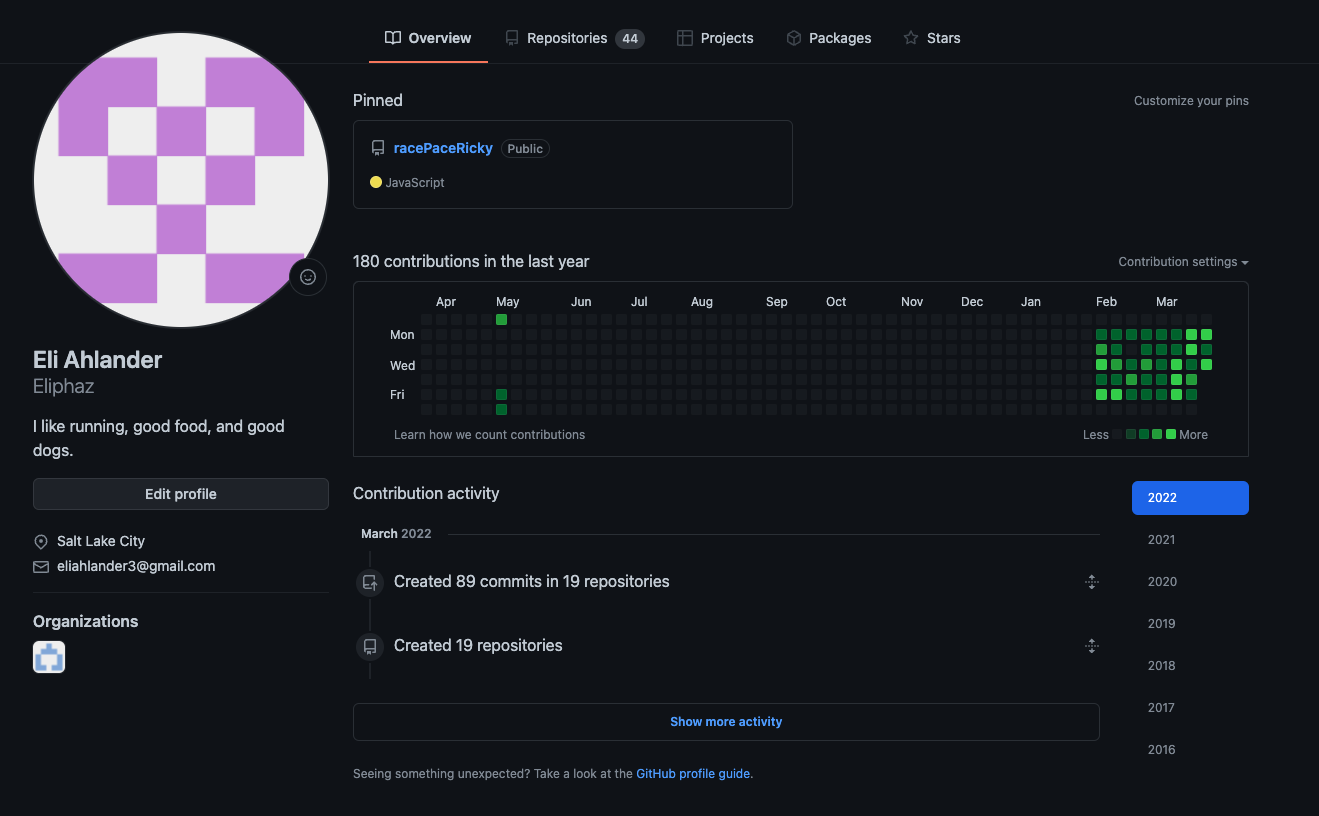 Overview Repositories 44 Projects Packages Stars
Pinned Customize your pins
racePaceRicky Public
JavaScript
180 contributions in the last year Contribution settings
Apr May Jun Jul Aug Sep Oct Nov Dec Jan Feb Mar
Mon
Wed
Fri
Learn how we count contributions Less More
Eli Ahlander
Eliphaz
I like running, good food, and good
dogs.
Edit profile
Salt Lake City
eliahlander3@gmail.com
Organizations
Contribution activity
March 2022
Created 89 commits in 19 repositories
Created 19 repositories
Show more activity
Seeing something unexpected? Take a look at the GitHub profile guide.
2022
2021
2020
2019
2018
2017
2016